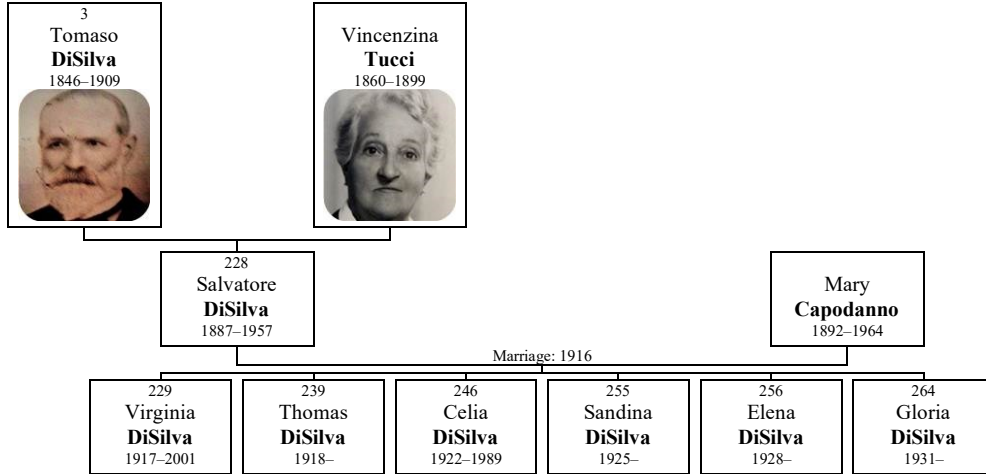 3
Tomaso
DiSilva
1846–1909
Vincenzina
Tucci
1860–1899
228
Salvatore
DiSilva
1887–1957
Mary
Capodanno
1892–1964
Marriage: 1916
229
Virginia
DiSilva
1917–2001
239
Thomas
DiSilva
1918–
246
Celia
DiSilva
1922–1989
255
Sandina
DiSilva
1925–
256
Elena
DiSilva
1928–
264
Gloria
DiSilva
1931–